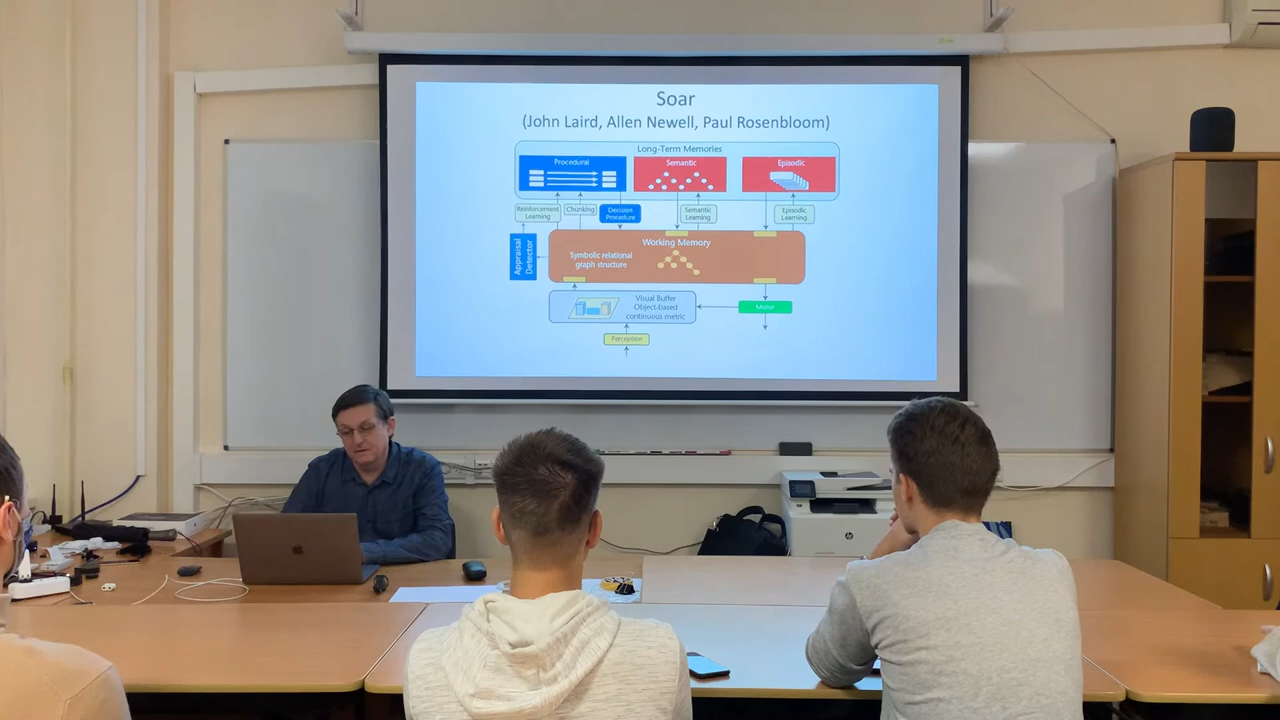 Soar
(John Laird, Allen Newell, Paul Rosenbloom)
Long-Term Memories
Procedural
Semantic
Episodic
Reinforcement
Learning
Chunking
Decision
Procedure
Semantic
Learning
Episodic
Learning
Appraisal
Detector
Working Memory
Symbolic relational
graph structure
Visual Buffer
Object-based
continuous metric
Motor
Perception
hp